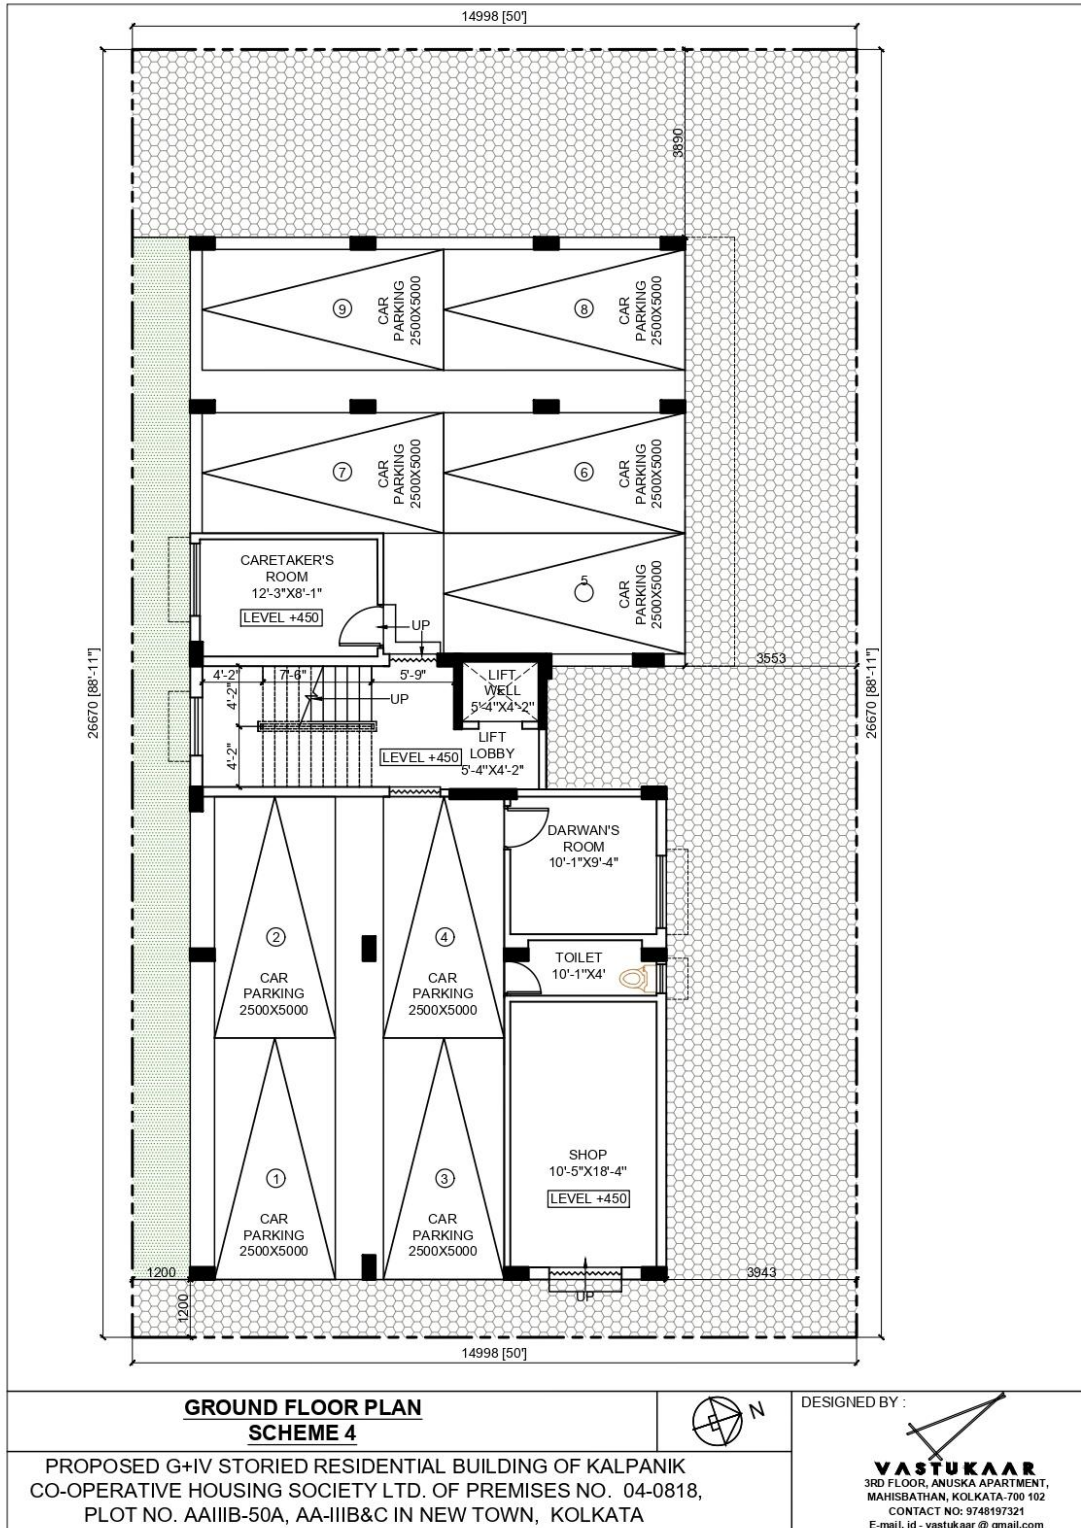 14998 [50']
3890
9
CAR
PARKING
2500X5000
8
CAR
PARKING
2500X5000
7
CAR
PARKING
2500X5000
6
CAR
PARKING
2500X5000
CARETAKER'S
ROOM
12'-3"X8'-1"
LEVEL +450
5
CAR
PARKING
2500X5000
UP
26670 [88'-11"]
3553
26670 [88'-11"]
4'-2"
7'-6"
5'-9"
LIFT
WELL
5'-4"X4'-2"
4'-2"
UP
4'-2"
LEVEL +450
LIFT
LOBBY
5'-4"X4'-2"
DARWAN'S
ROOM
10'-1"X9'-4"
2
CAR
PARKING
2500X5000
4
CAR
PARKING
2500X5000
TOILET
10'-1"X4'
SHOP
10'-5"X18'-4"
LEVEL +450
1
CAR
PARKING
2500X5000
3
CAR
PARKING
2500X5000
1200
3943
1200
UP
14998 [50']
GROUND FLOOR PLAN
SCHEME 4
N
PROPOSED G+IV STORIED RESIDENTIAL BUILDING OF KALPANIK
CO-OPERATIVE HOUSING SOCIETY LTD. OF PREMISES NO. 04-0818,
PLOT NO. AAIIIB-50A, AA-IIIB&C IN NEW TOWN, KOLKATA
DESIGNED BY :
VASTUKAAR
3RD FLOOR, ANUSKA APARTMENT,
MAHISBATHAN, KOLKATA-700 102
CONTACT NO: 9748197321
E-mail. id - vastukaar @ gmail.com